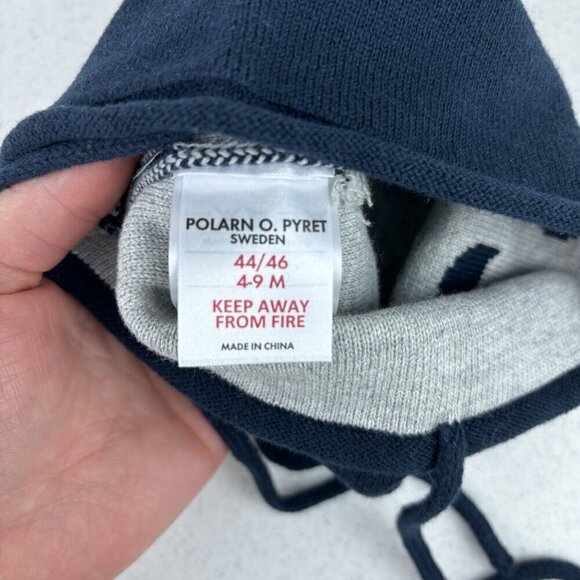 POLARN O. PYRET
SWEDEN
44/46
4-9 M
KEEP AWAY
FROM FIRE
MADE IN CHINA